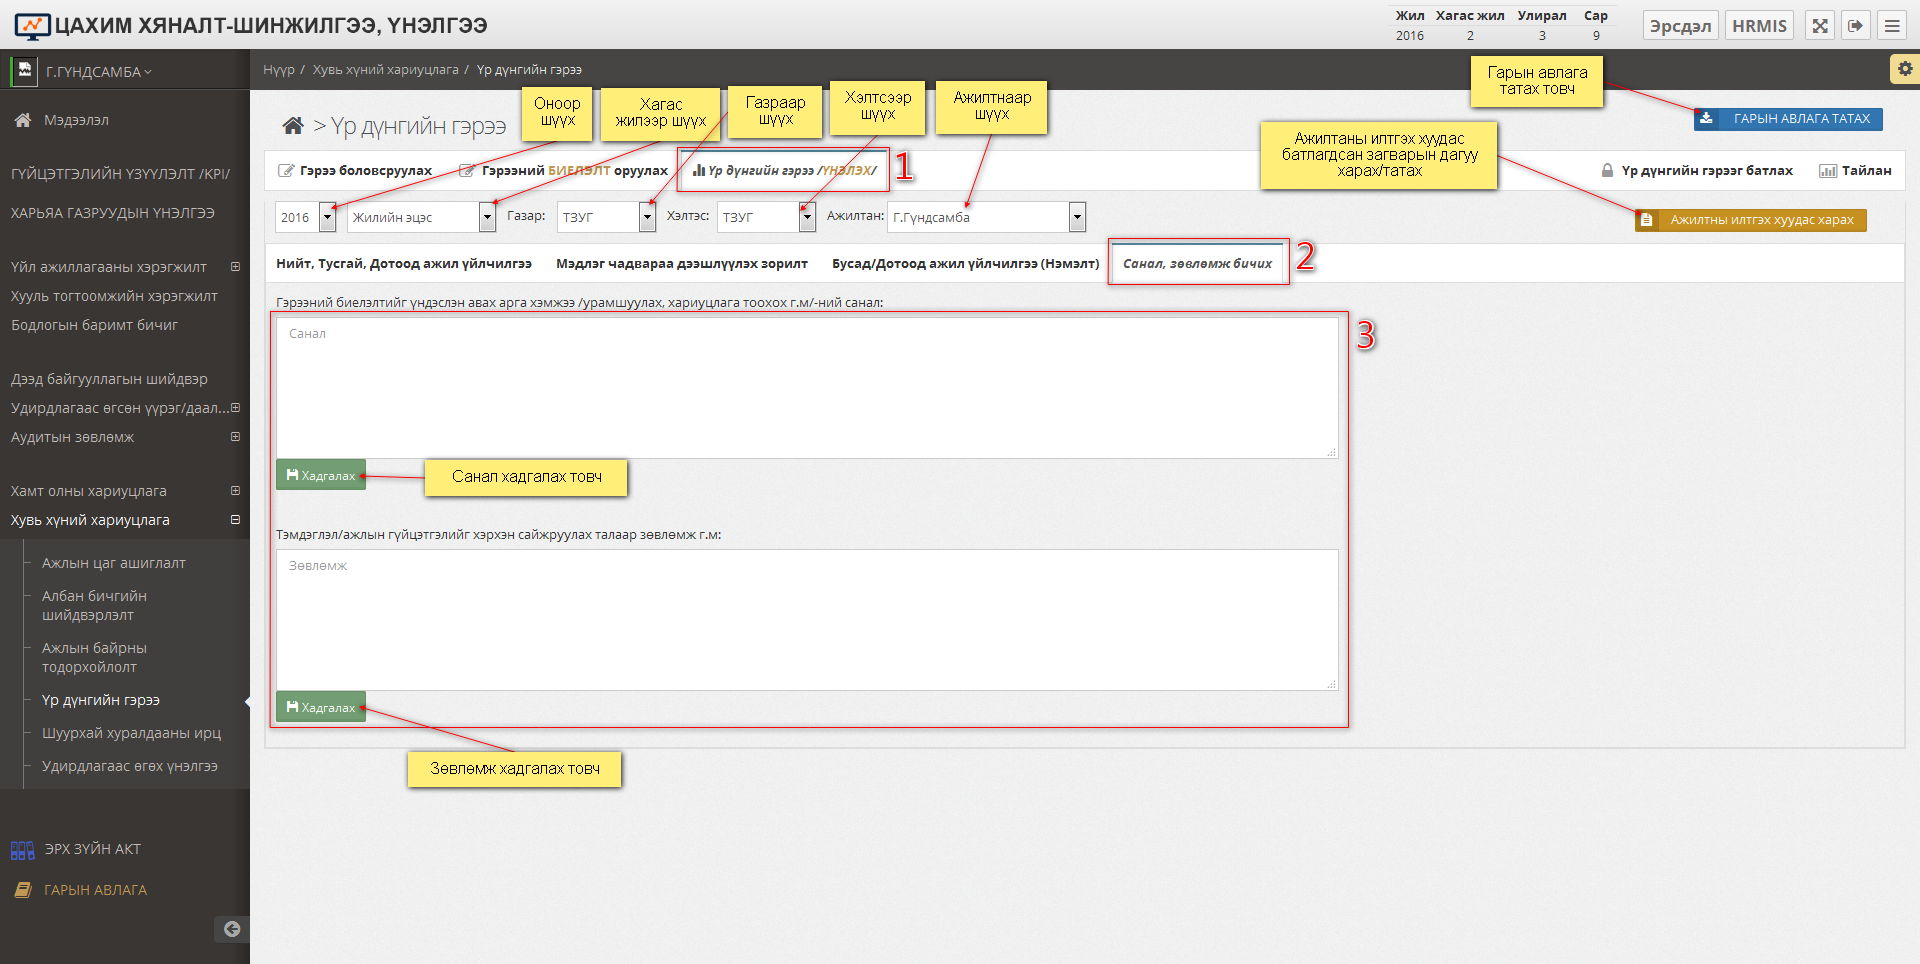 ЦАХИМ ХЯНАЛТ-ШИНЖИЛГЭЭ, ҮНЭЛГЭЭ
Жил Хагас жил Улирал Сар
2016 2 3 9
Эрсдэл
HRMIS
Г.ГҮНДСАМБА
Нүүр / Хувь хүний хариуцлага / Үр дүнгийн гэрээ
Мэдээлэл
ГҮЙЦЭТГЭЛИЙН ҮЗҮҮЛЭЛТ /KPI/
ХАРЬЯА ГАЗРУУДЫН ҮНЭЛГЭЭ
Үйл ажиллагааны хэрэгжилт
Хууль тогтоомжийн хэрэгжилт
Бодлогын баримт бичиг
Дээд байгууллагын шийдвэр
Удирдлагаас өгсөн үүрэг/даал...
Аудитын зөвлөмж
Хамт олны хариуцлага
Хувь хүний хариуцлага
Ажлын цаг ашиглалт
Албан бичгийн
шийдвэрлэлт
Ажлын байрны
тодорхойлолт
Үр дүнгийн гэрээ
Шуурхай хуралдааны ирц
Удирдлагаас өгөх үнэлгээ
ЭРХ ЗҮЙН АКТ
ГАРЫН АВЛАГА
> Үр дүнгийн гэрээ
Оноор
шүүх
Хагас
жилээр шүүх
Газраар
шүүх
Хэлтсээр
шүүх
Ажилтнаар
шүүх
Гарын авлага
татах товч
ГАРЫН АВЛАГА ТАТАХ
Ажилтаны илтгэх хуудас
батлагдсан загварын дагуу
харах/татах
Гэрээ боловсруулах
Гэрээний БИЕЛЭЛТ оруулах
Үр дүнгийн гэрээ /ҮНЭЛЭХ/
1
Үр дүнгийн гэрээг батлах
Тайлан
2016
Жилийн эцэс
Газар: ТЗУГ
Хэлтэс: ТЗУГ
Ажилтан: Г.Гүндсамба
Ажилтны илтгэх хуудас харах
Нийт, Тусгай, Дотоод ажил үйлчилгээ
Мэдлэг чадвараа дээшлүүлэх зорилт
Бусад/Дотоод ажил үйлчилгээ (Нэмэлт)
Санал, зөвлөмж бичих
2
Гэрээний биелэлтийг үндэслэн авах арга хэмжээ /урамшуулах, хариуцлага тоохох г.м/-ний санал:
3
Санал
Хадгалах
Санал хадгалах товч
Тэмдэглэл/ажлын гүйцэтгэлийг хэрхэн сайжруулах талаар зөвлөмж г.м:
Зөвлөмж
Хадгалах
Зөвлөмж хадгалах товч